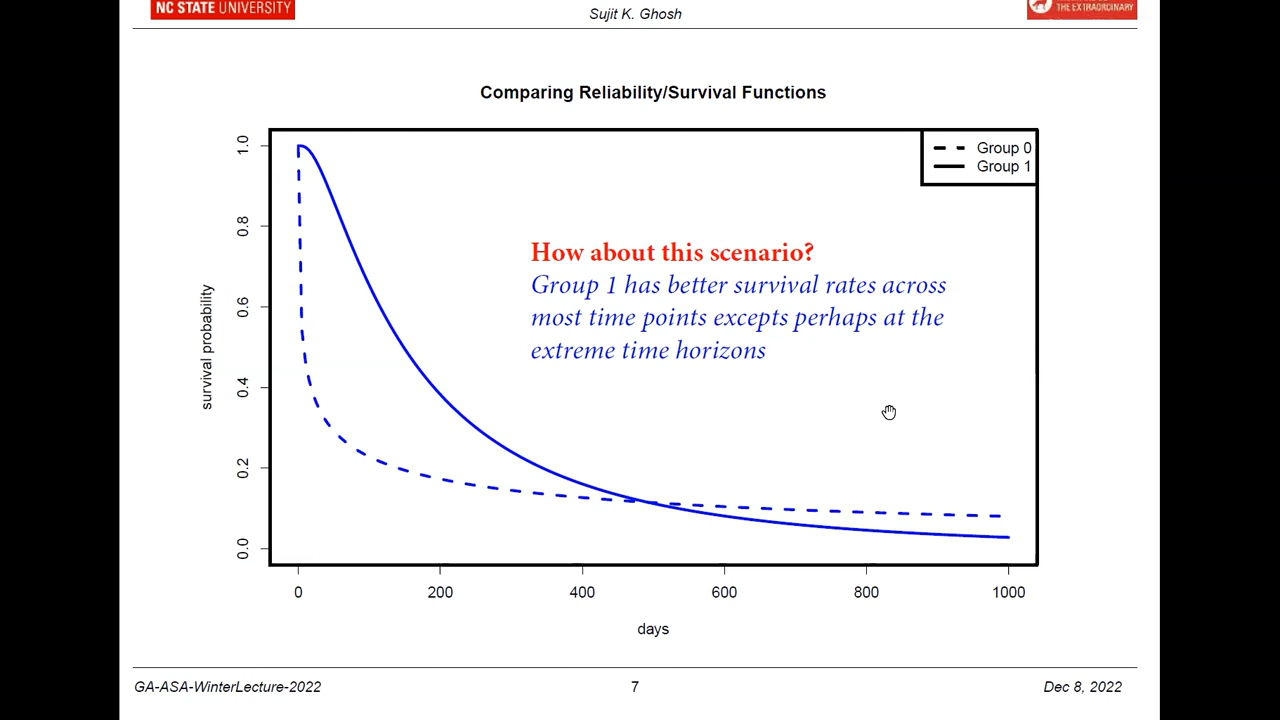 NC STATE UNIVERSITY
Sujit K. Ghosh
THE EXTRAORDINARY
Comparing Reliability/Survival Functions
Group 0
Group 1
How about this scenario?
Group 1 has better survival rates across
most time points excepts perhaps at the
extreme time horizons
survival probability
1.0
0.8
0.6
0.4
0.2
0.0
0
200
400
600
800
1000
days
GA-ASA-WinterLecture-2022
7
Dec 8, 2022